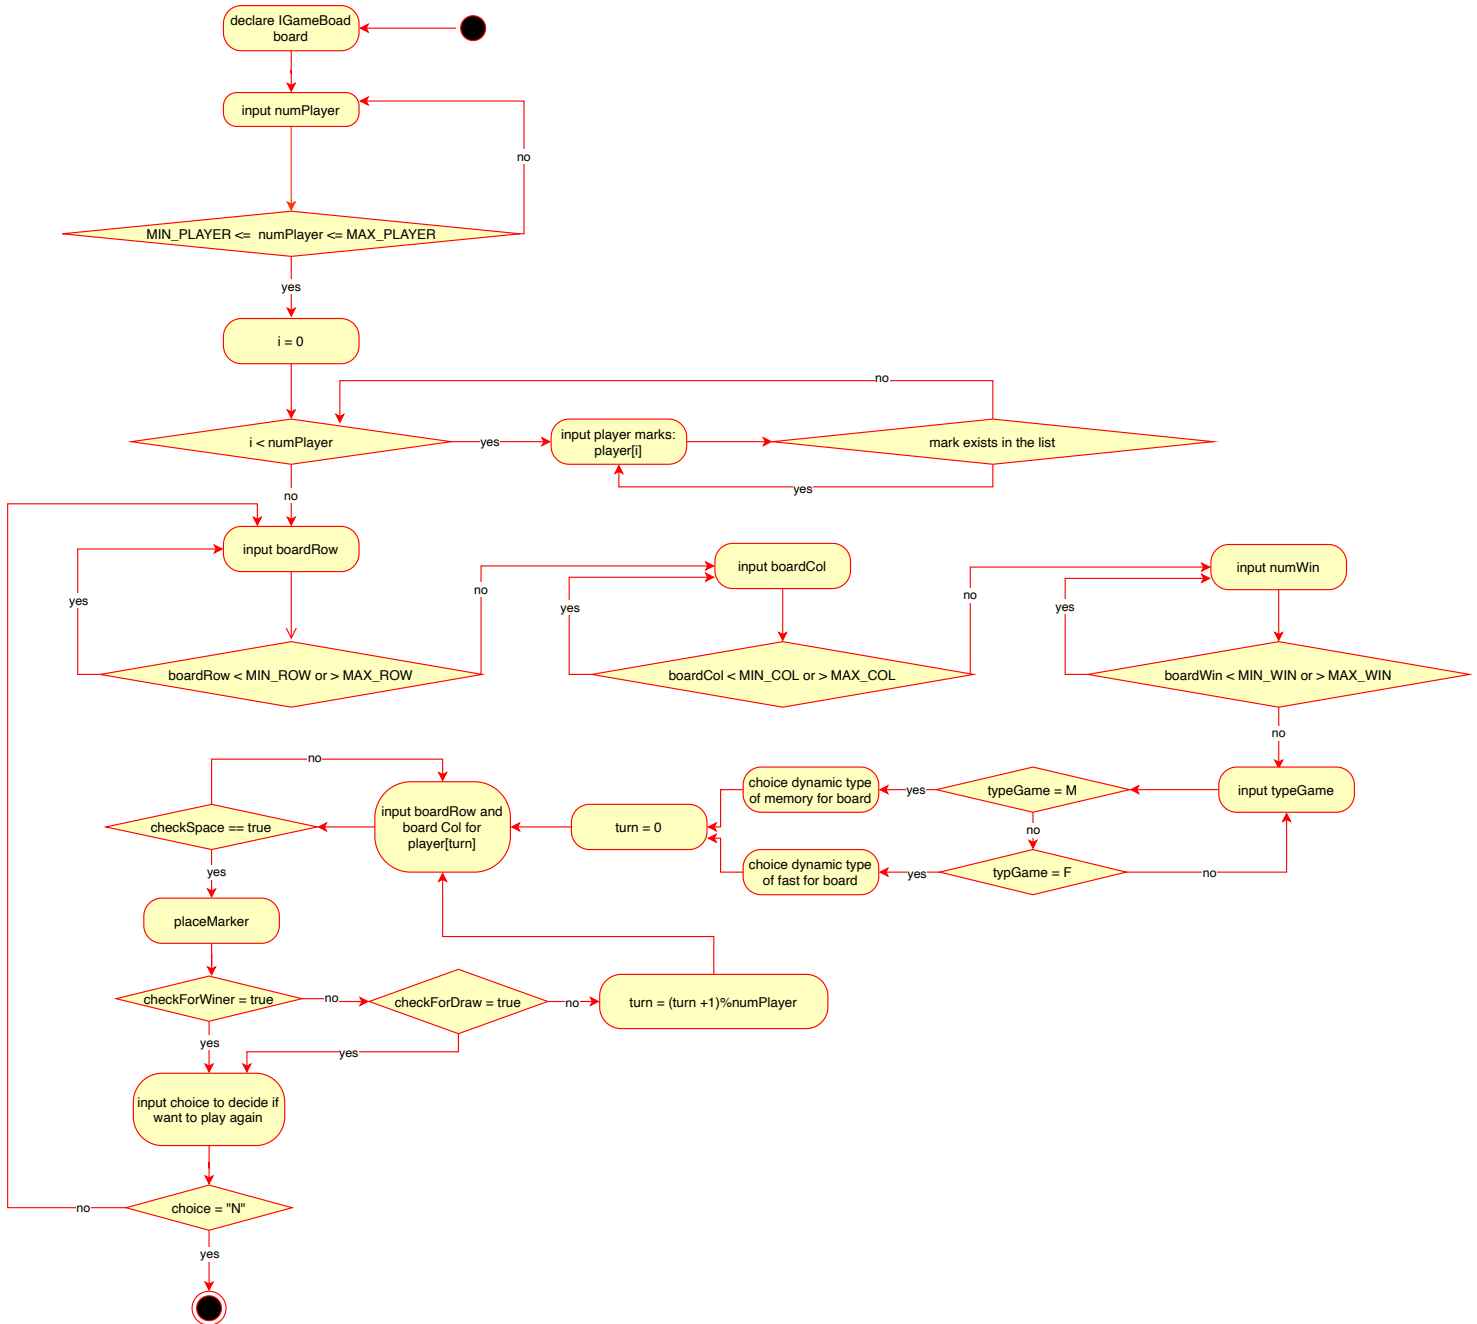 declare IGameBoad
board
input numPlayer
no
MIN_PLAYER <= numPlayer <= MAX_PLAYER
yes
i = 0
no
i < numPlayer
yes
input player marks:
player[i]
mark exists in the list
yes
no
input boardRow
yes
boardRow < MIN_ROW or > MAX_ROW
no
input boardCol
yes
boardCol < MIN_COL or > MAX_COL
no
input numWin
yes
boardWin < MIN_WIN or > MAX_WIN
no
input typeGame
typeGame = M
yes
choice dynamic type
of memory for board
no
typGame = F
no
yes
choice dynamic type
of fast for board
turn = 0
input boardRow and
board Col for
player[turn]
no
checkSpace == true
yes
placeMarker
checkForWiner = true
no
checkForDraw = true
no
turn = (turn +1)%numPlayer
yes
yes
input choice to decide if
want to play again
choice = "N"
no
yes